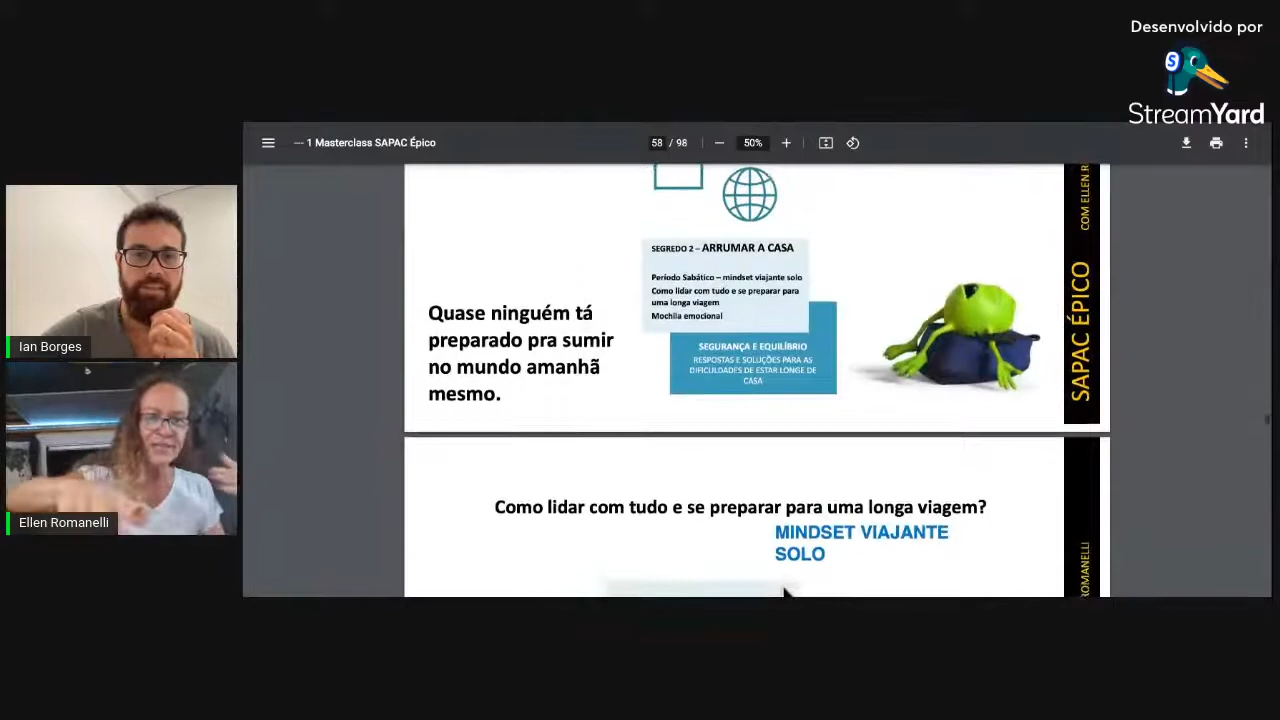 Desenvolvido por
StreamYard
— 1 Masterclass SAPAC Épico
58 / 98
50%
Ian Borges
Ellen Romanelli
SEGREDO 2 – ARRUMAR A CASA
Período Sabático – mindset viajante solo
Como lidar com tudo e se preparar para
uma longa viagem
Mochila emocional
SEGURANÇA E EQUILÍBRIO
RESPOSTAS E SOLUÇÕES PARA AS
DIFICULDADES DE ESTAR LONGE DE
CASA
Quase ninguém tá
preparado pra sumir
no mundo amanhã
mesmo.
SAPAC ÉPICO
COM ELLEN R
Como lidar com tudo e se preparar para uma longa viagem?
MINDSET VIAJANTE
SOLO
ROMANELLI